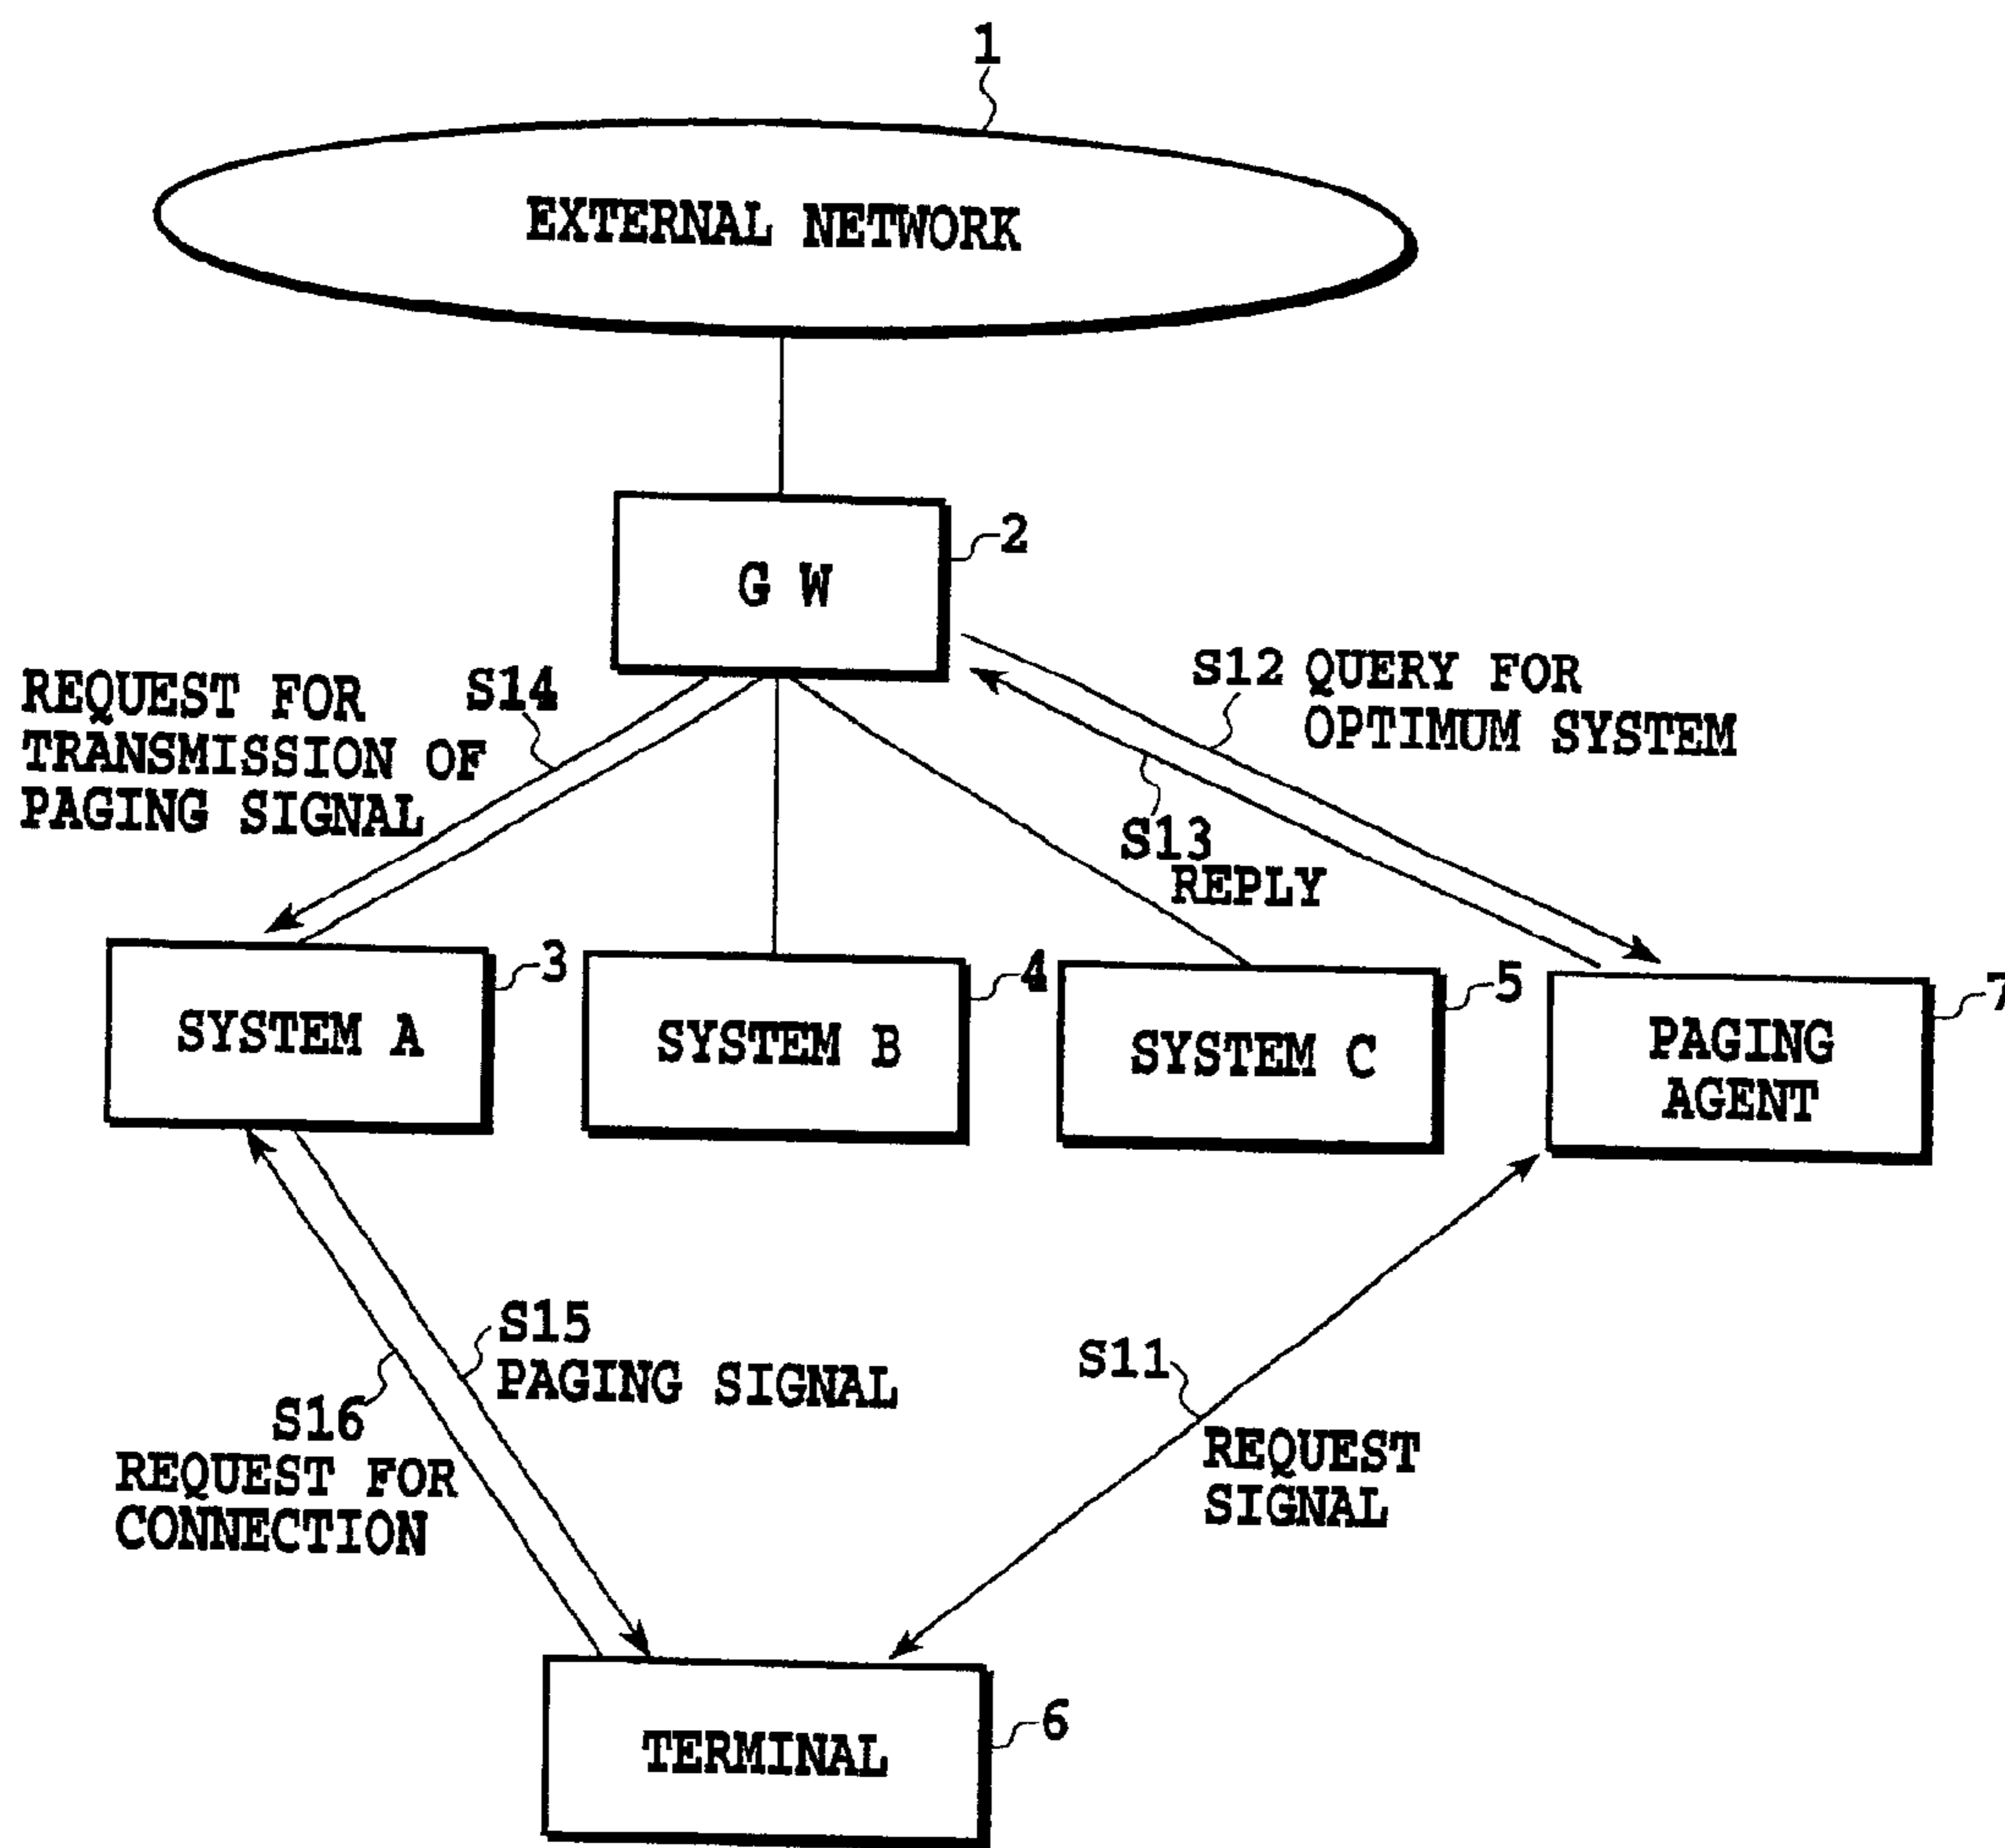 1
EXTERNAL NETWORK
2
G W
REQUEST FOR
TRANSMISSION OF
PAGING SIGNAL
S14
S12 QUERY FOR
OPTIMUM SYSTEM
S13
REPLY
3
SYSTEM A
4
SYSTEM B
5
SYSTEM C
7
PAGING
AGENT
S15
PAGING SIGNAL
S16
REQUEST FOR
CONNECTION
S11
REQUEST
SIGNAL
6
TERMINAL